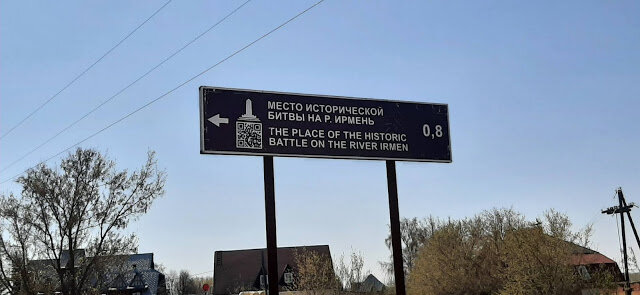 МЕСТО ИСТОРИЧЕСКОЙ
БИТВЫ НА Р. ИРМЕНЬ
THE PLACE OF THE HISTORIC
BATTLE ON THE RIVER IRMEN
0,8